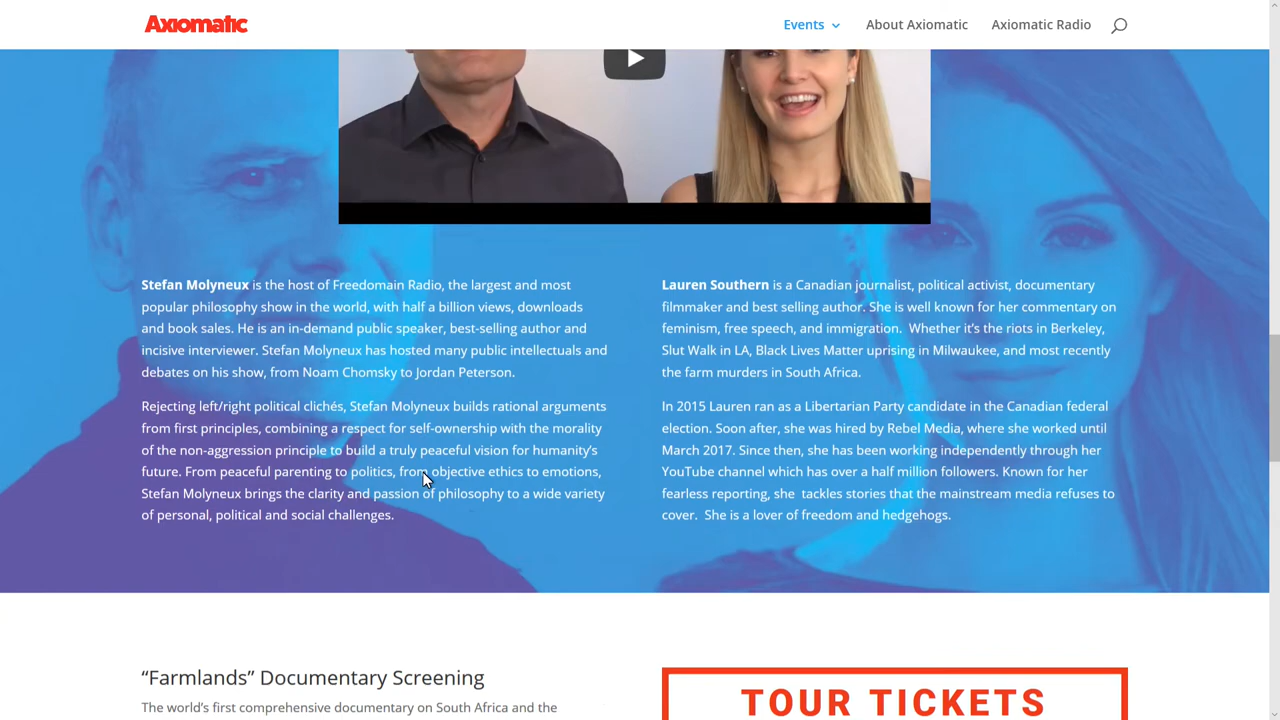 Axiomatic
Events
About Axiomatic
Axiomatic Radio
Stefan Molyneux is the host of Freedomain Radio, the largest and most
popular philosophy show in the world, with half a billion views, downloads
and book sales. He is an in-demand public speaker, best-selling author and
incisive interviewer. Stefan Molyneux has hosted many public intellectuals and
debates on his show, from Noam Chomsky to Jordan Peterson.
Rejecting left/right political clichés, Stefan Molyneux builds rational arguments
from first principles, combining a respect for self-ownership with the morality
of the non-aggression principle to build a truly peaceful vision for humanity's
future. From peaceful parenting to politics, from objective ethics to emotions,
Stefan Molyneux brings the clarity and passion of philosophy to a wide variety
of personal, political and social challenges.
Lauren Southern is a Canadian journalist, political activist, documentary
filmmaker and best selling author. She is well known for her commentary on
feminism, free speech, and immigration. Whether it's the riots in Berkeley,
Slut Walk in LA, Black Lives Matter uprising in Milwaukee, and most recently
the farm murders in South Africa.
In 2015 Lauren ran as a Libertarian Party candidate in the Canadian federal
election. Soon after, she was hired by Rebel Media, where she worked until
March 2017. Since then, she has been working independently through her
YouTube channel which has over a half million followers. Known for her
fearless reporting, she tackles stories that the mainstream media refuses to
cover. She is a lover of freedom and hedgehogs.
“Farmlands” Documentary Screening
The world's first comprehensive documentary on South Africa and the
TOUR TICKETS